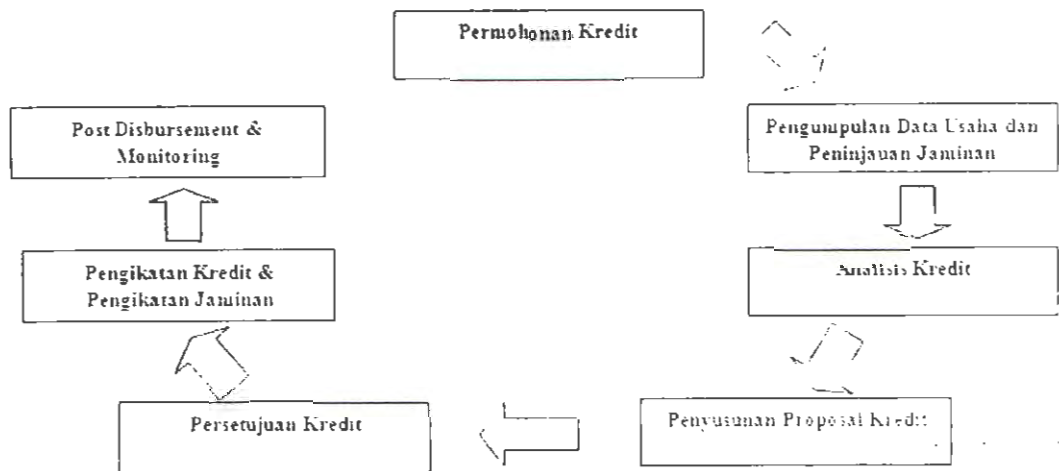 Permohonan Kredit
Pengumpulan Data Usaha dan
Peninjauan Jaminan
Analisis Kredit
Penyusunan Proposal Kredit
Persetujuan Kredit
Pengikatan Kredit &
Pengikatan Jaminan
Post Disbursement &
Monitoring